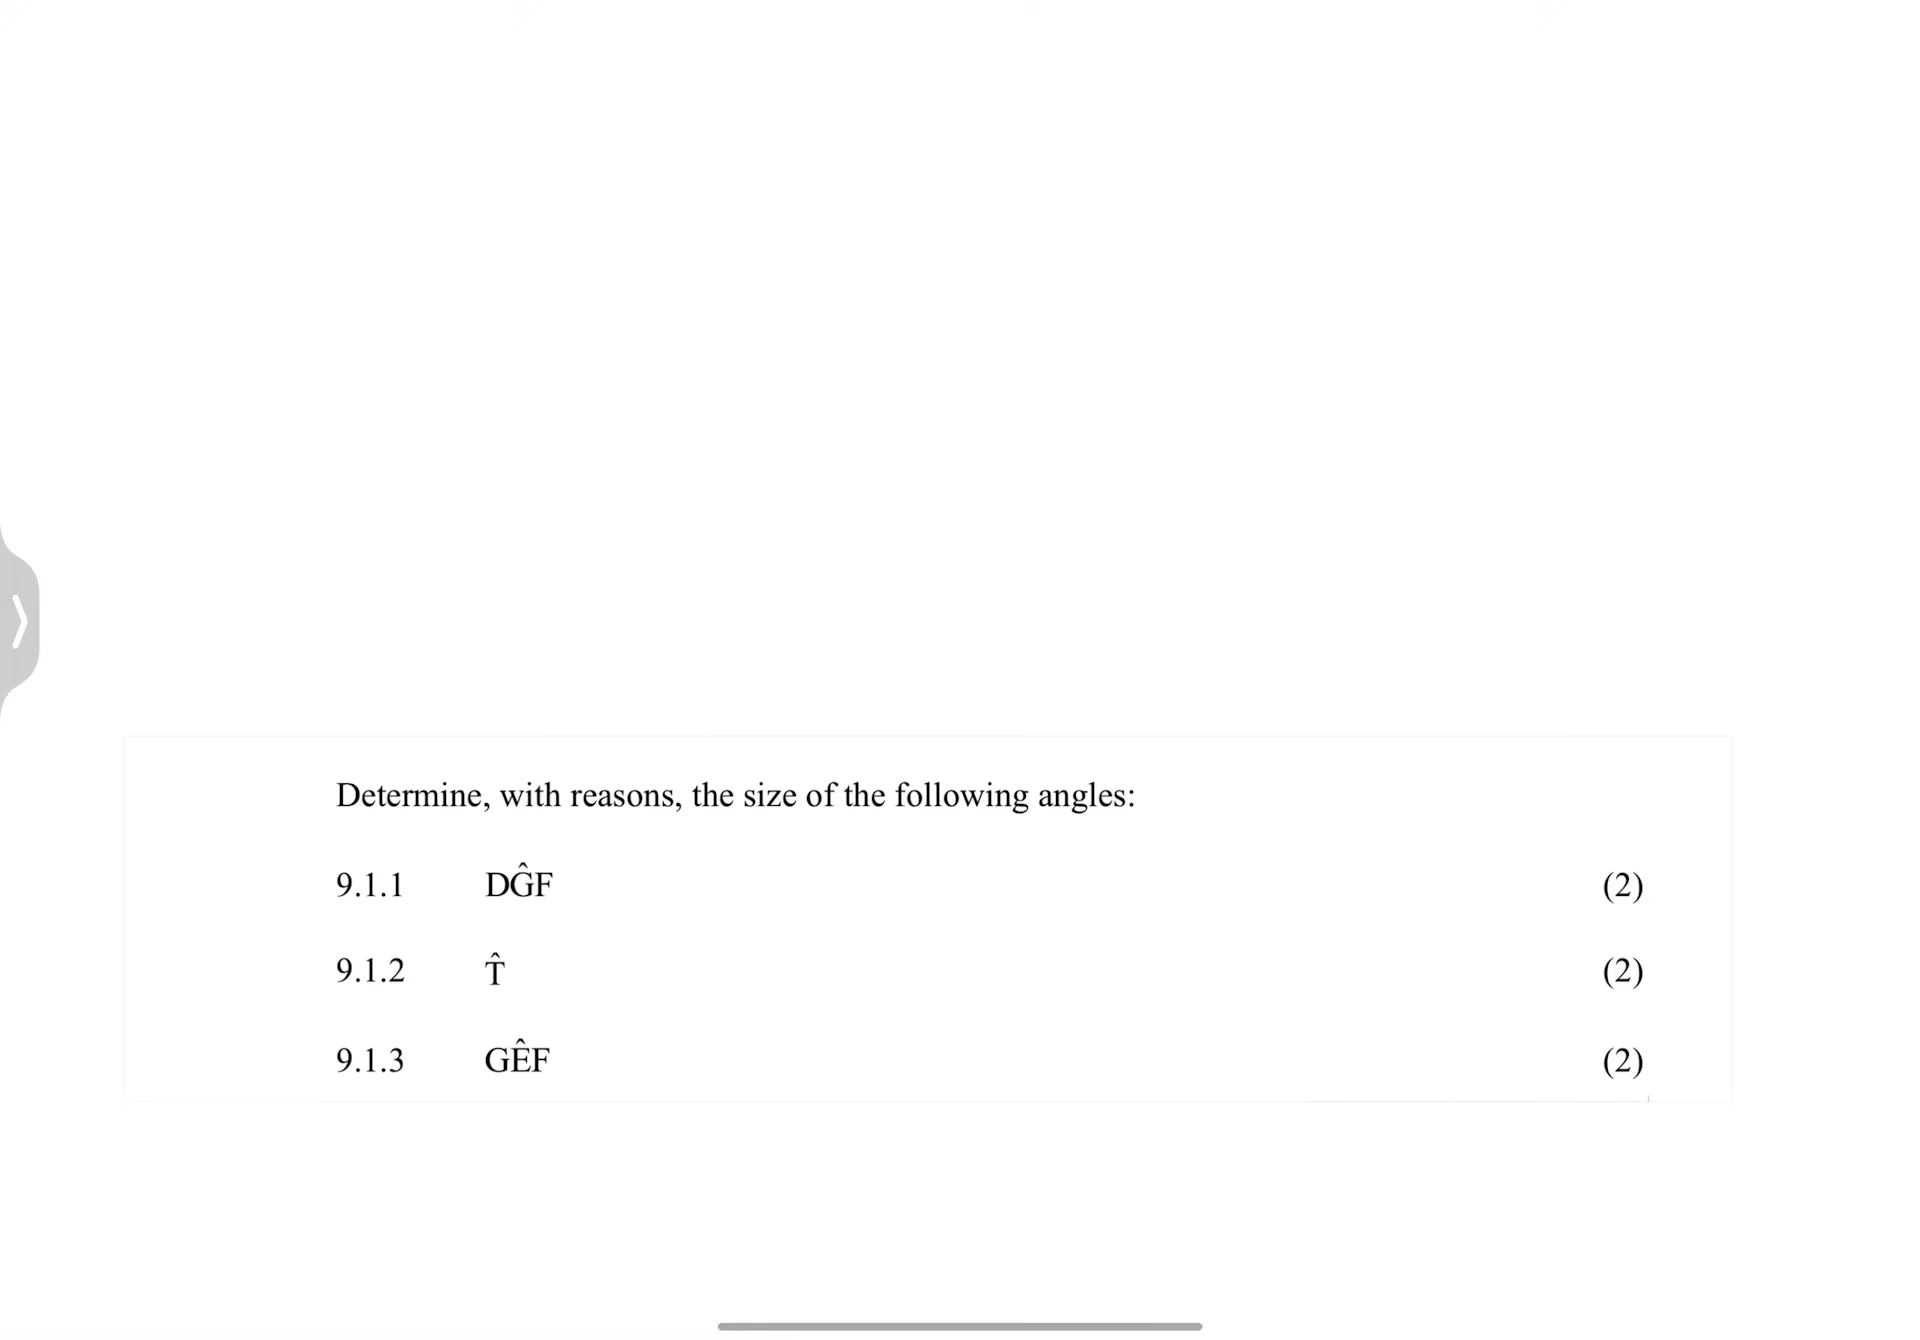 Determine, with reasons, the size of the following angles:
9.1.1 DĜF (2)
9.1.2 T̂ (2)
9.1.3 GÊF (2)